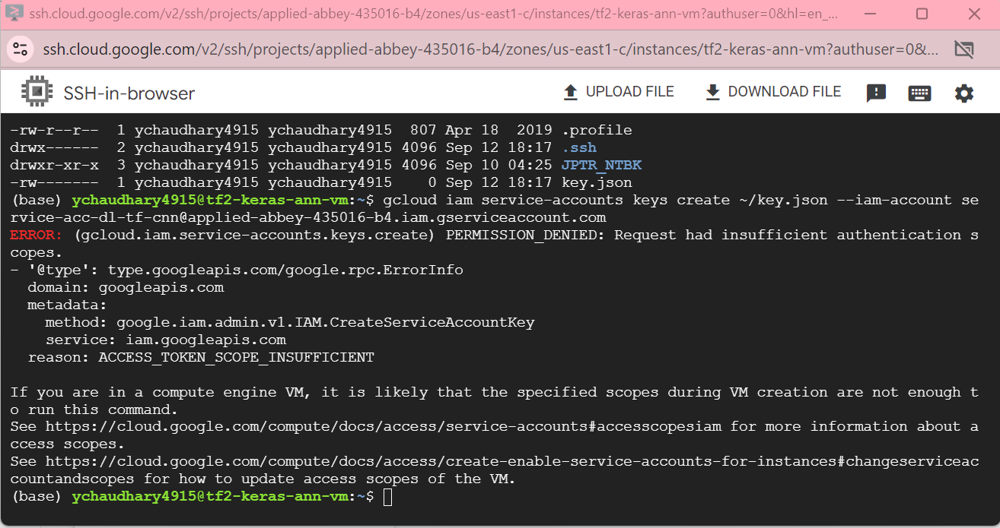 ssh.cloud.google.com/v2/ssh/projects/applied-abbey-435016-b4/zones/us-east1-c/instances/tf2-keras-ann-vm?authuser=0&hl=en_...
ssh.cloud.google.com/v2/ssh/projects/applied-abbey-435016-b4/zones/us-east1-c/instances/tf2-keras-ann-vm?authuser=0&...
SSH-in-browser UPLOAD FILE DOWNLOAD FILE
-rw-r--r--  1 ychaudhary4915 ychaudhary4915  807 Apr 18  2019 .profile
drwx------  2 ychaudhary4915 ychaudhary4915 4096 Sep 12 18:17 .ssh
drwxr-xr-x  3 ychaudhary4915 ychaudhary4915 4096 Sep 10 04:25 JPTR_NTBK
-rw-------  1 ychaudhary4915 ychaudhary4915    0 Sep 12 18:17 key.json
(base) ychaudhary4915@tf2-keras-ann-vm:~$ gcloud iam service-accounts keys create ~/key.json --iam-account se
rvice-acc-dl-tf-cnn@applied-abbey-435016-b4.iam.gserviceaccount.com
ERROR: (gcloud.iam.service-accounts.keys.create) PERMISSION_DENIED: Request had insufficient authentication s
copes.
- '@type': type.googleapis.com/google.rpc.ErrorInfo
  domain: googleapis.com
  metadata:
    method: google.iam.admin.v1.IAM.CreateServiceAccountKey
    service: iam.googleapis.com
  reason: ACCESS_TOKEN_SCOPE_INSUFFICIENT

If you are in a compute engine VM, it is likely that the specified scopes during VM creation are not enough t
o run this command.
See https://cloud.google.com/compute/docs/access/service-accounts#accesscopesiam for more information about a
ccess scopes.
See https://cloud.google.com/compute/docs/access/create-enable-service-accounts-for-instances#changeserviceac
countandscopes for how to update access scopes of the VM.
(base) ychaudhary4915@tf2-keras-ann-vm:~$